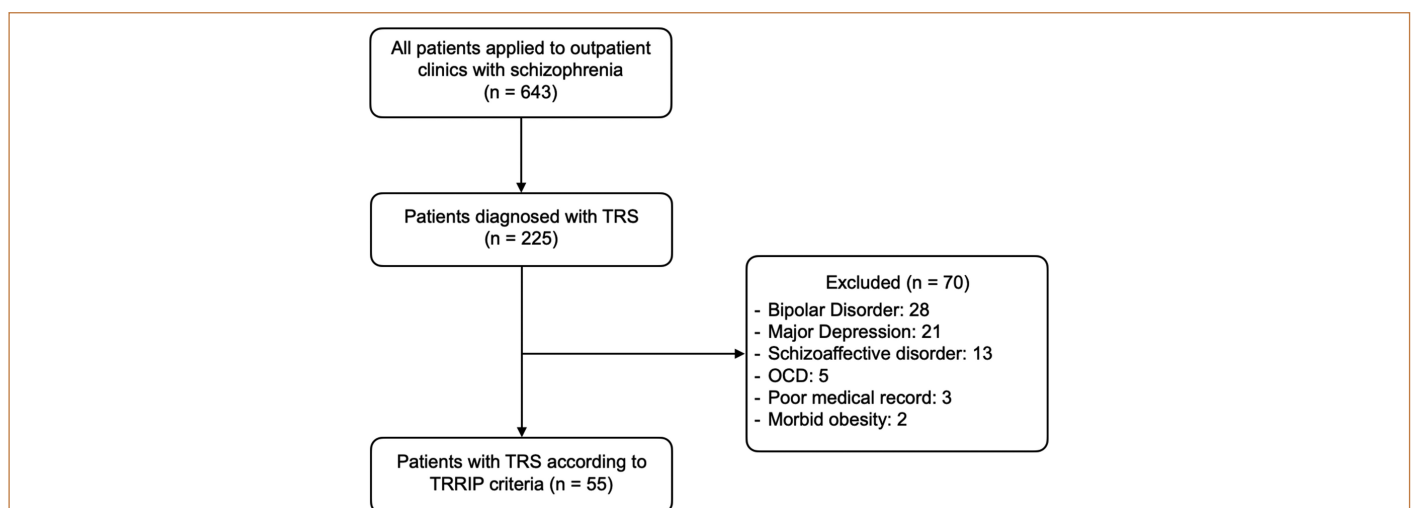 All patients applied to outpatient
clinics with schizophrenia
(n = 643)
Patients diagnosed with TRS
(n = 225)
Excluded (n = 70)
- Bipolar Disorder: 28
- Major Depression: 21
- Schizoaffective disorder: 13
- OCD: 5
- Poor medical record: 3
- Morbid obesity: 2
Patients with TRS according to
TRRIP criteria (n = 55)